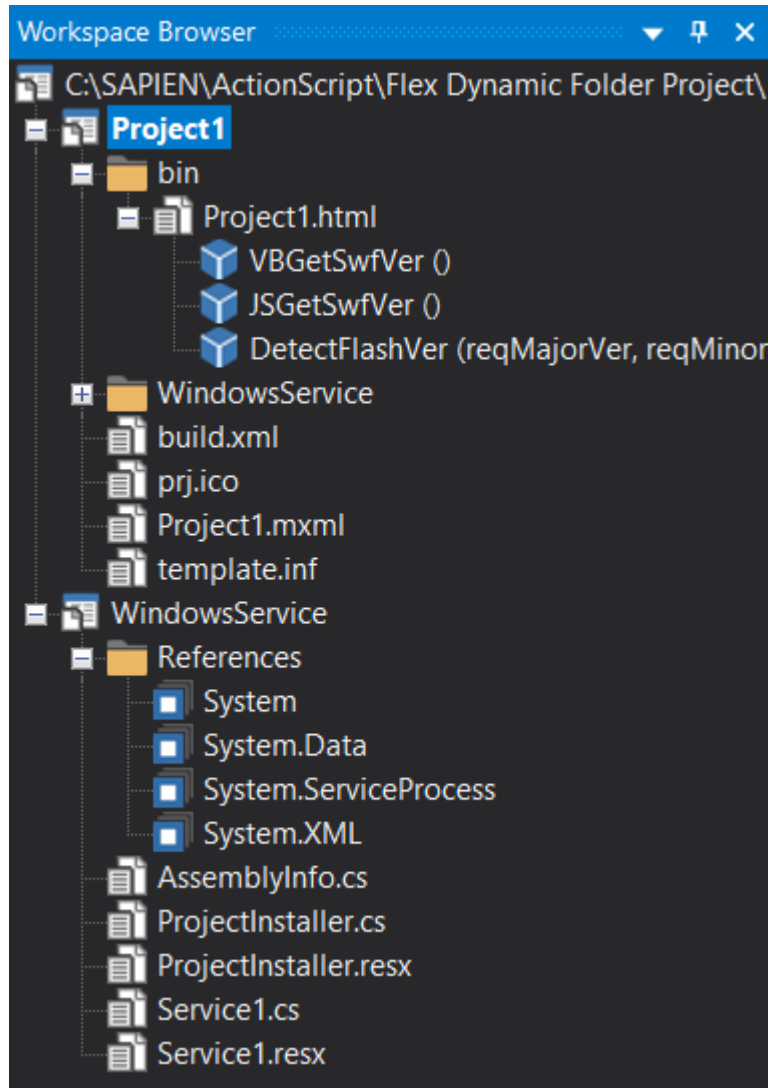 Workspace Browser
C:\SAPIEN\ActionScript\Flex Dynamic Folder Project\
Project1
bin
Project1.html
VBGetSwfVer ()
JSGetSwfVer ()
DetectFlashVer (reqMajorVer, reqMinor
WindowsService
build.xml
prj.ico
Project1.mxml
template.inf
WindowsService
References
System
System.Data
System.ServiceProcess
System.XML
AssemblyInfo.cs
ProjectInstaller.cs
ProjectInstaller.resx
Service1.cs
Service1.resx